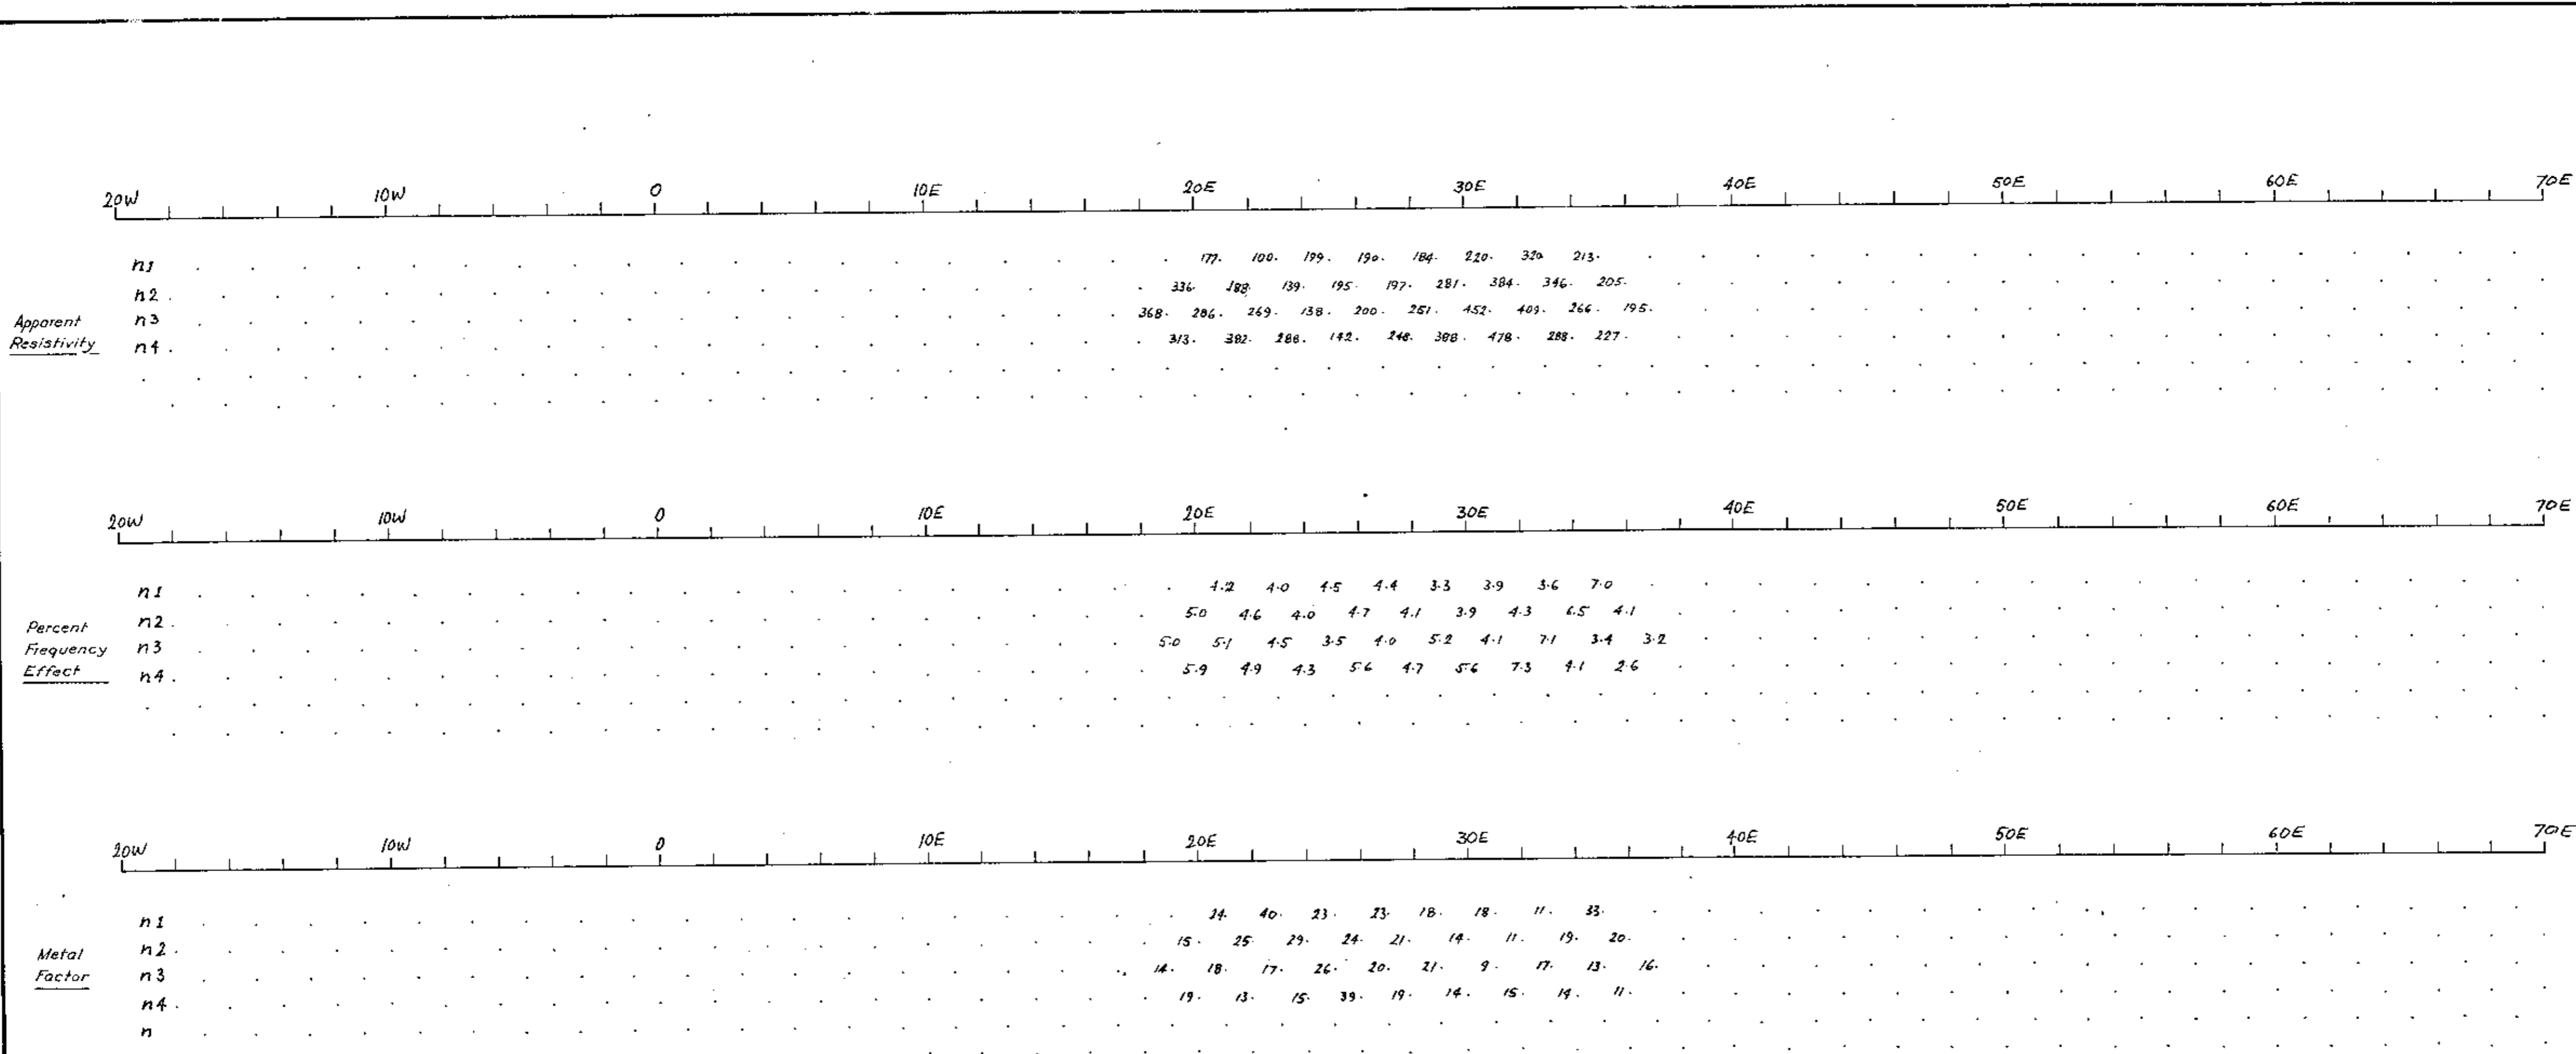 20W 10W 0 10E 20E 30E 40E 50E 60E 70E
n1 177. 100. 199. 190. 184. 220. 320 213.
n2 336. 188. 139. 195. 197. 281. 384. 346. 205.
Apparent Resistivity
n3 368. 286. 269. 138. 200. 251. 452. 409. 266. 195.
n4 313. 382. 286. 142. 248. 388. 478. 288. 227.
20W 10W 0 10E 20E 30E 40E 50E 60E 70E
n1 4.2 4.0 4.5 4.4 3.3 3.9 3.6 7.0
n2 5.0 4.6 4.0 4.7 4.1 3.9 4.3 6.5 4.1
Percent Frequency Effect
n3 5.0 5.1 4.5 3.5 4.0 5.2 4.1 7.1 3.4 3.2
n4 5.9 4.9 4.3 5.6 4.7 5.6 7.3 4.1 2.6
20W 10W 0 10E 20E 30E 40E 50E 60E 70E
n1 24. 40. 23. 23. 18. 18. 11. 33.
n2 15. 25 29. 24. 21. 14. 11. 19. 20.
Metal Factor
n3 14. 18. 17. 26. 20. 21. 9. 17. 13. 16.
n4 19. 13. 15. 39. 19. 14. 15. 14. 11.
n